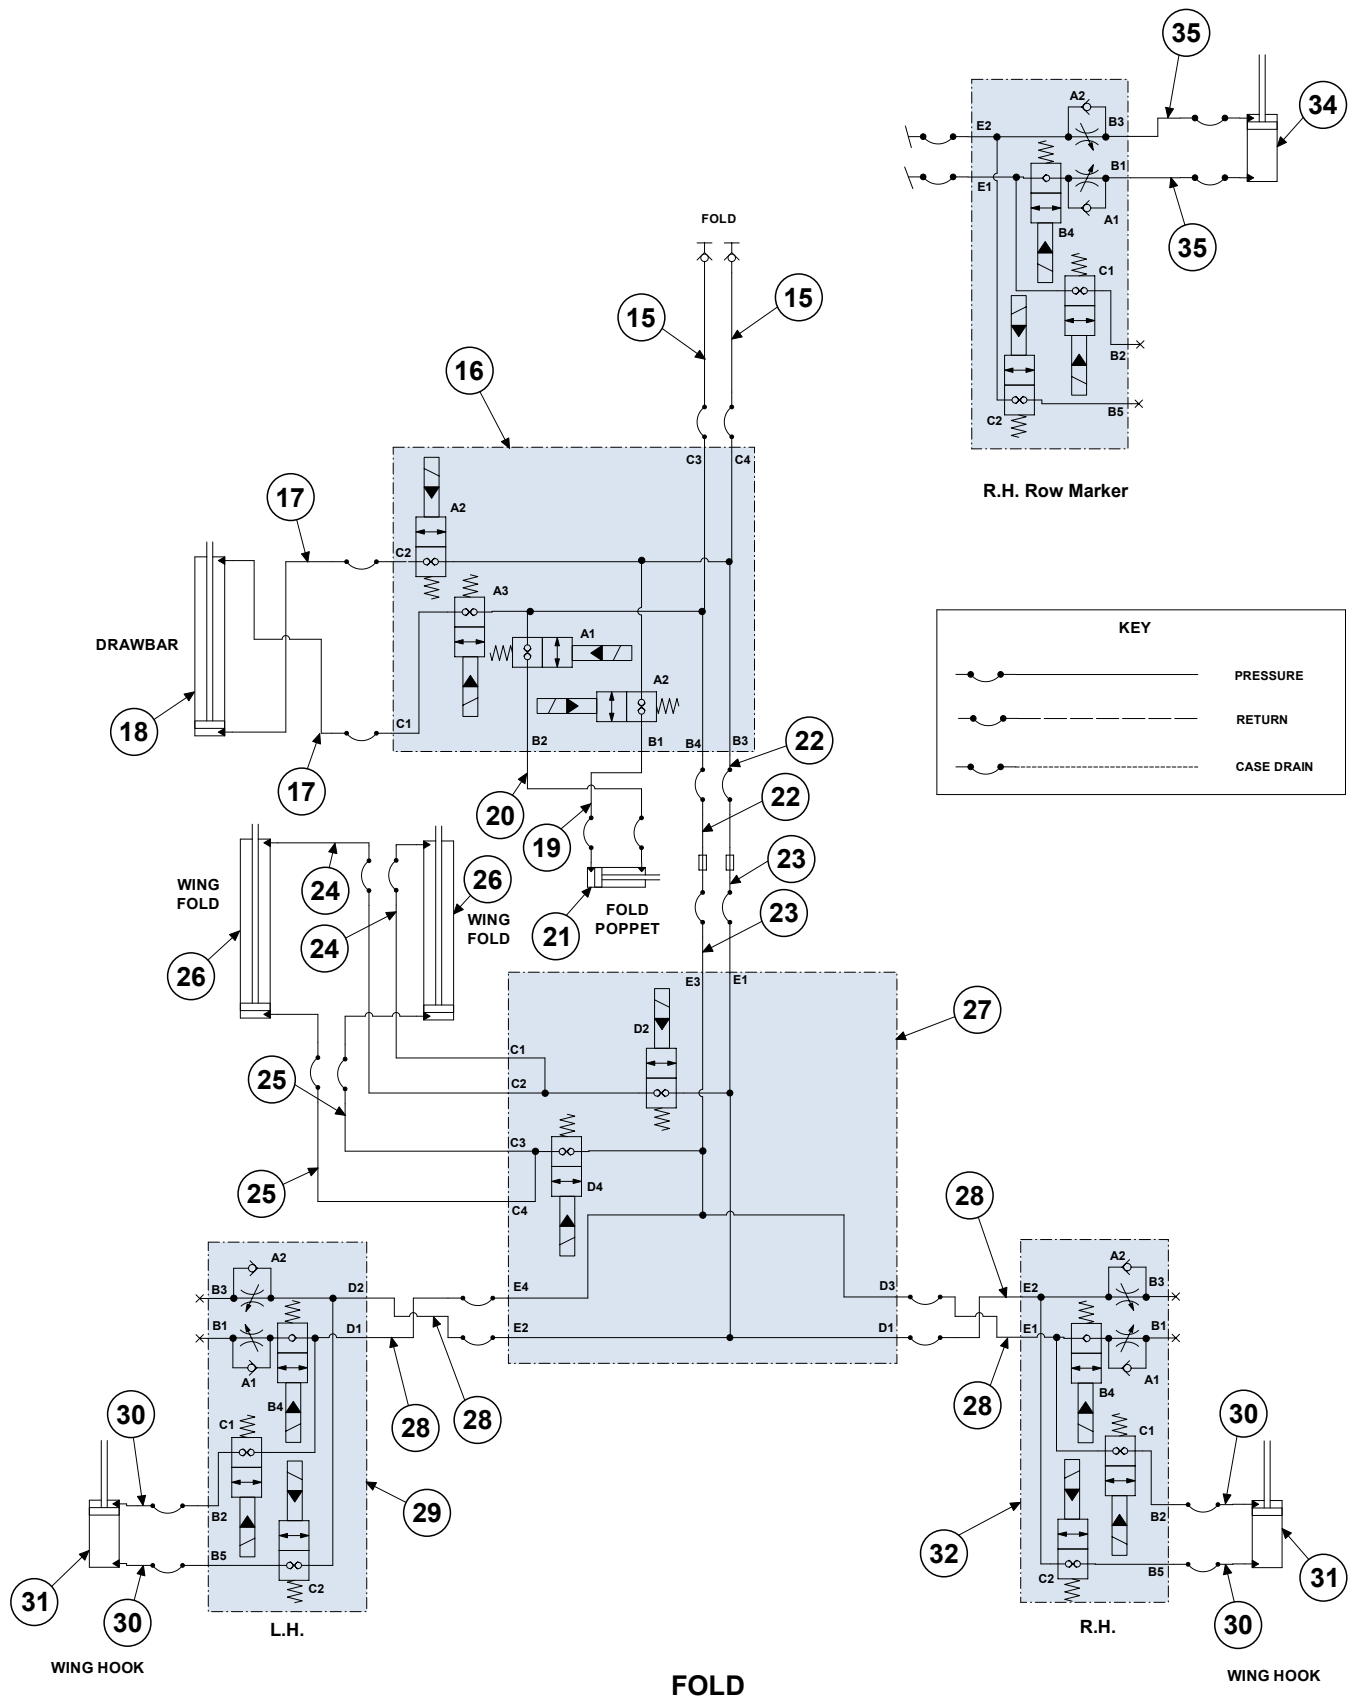 35
34
A2
E2
B3
B1
E1
A1
B4
C1
35
B2
C2
B5
R.H. Row Marker
FOLD
15
15
16
C3
C4
17
A2
C2
A3
A1
DRAWBAR
A2
18
C1
B2
B1
B4
B3
17
22
20
19
22
KEY
PRESSURE
RETURN
CASE DRAIN
WING
FOLD
24
26
WING
FOLD
24
26
21
FOLD
POPPET
23
23
E3
E1
27
D2
C1
C2
25
C3
D4
25
C4
28
A2
B3
D2
E4
D3
E2
A2
B3
B1
D1
E2
D1
E1
B1
A1
B4
28
28
28
B4
A1
C1
C1
30
30
29
B2
B2
32
B5
C2
C2
B5
31
31
30
L.H.
R.H.
30
WING HOOK
WING HOOK
FOLD